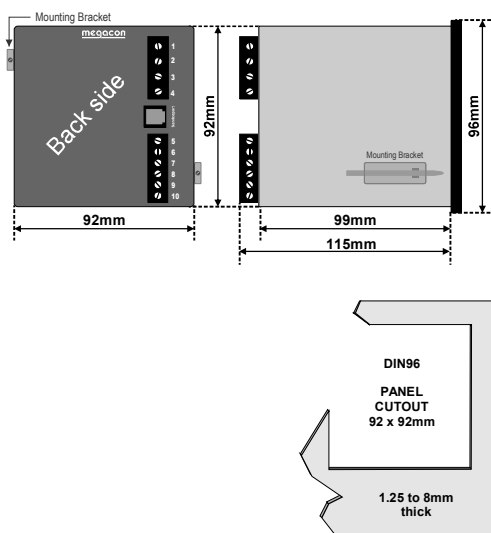 Mounting Bracket
megacon
Back side
1
2
3
4
5
6
7
8
9
10
92mm
92mm
Mounting Bracket
96mm
99mm
115mm
DIN96
PANEL
CUTOUT
92 x 92mm
1.25 to 8mm
thick